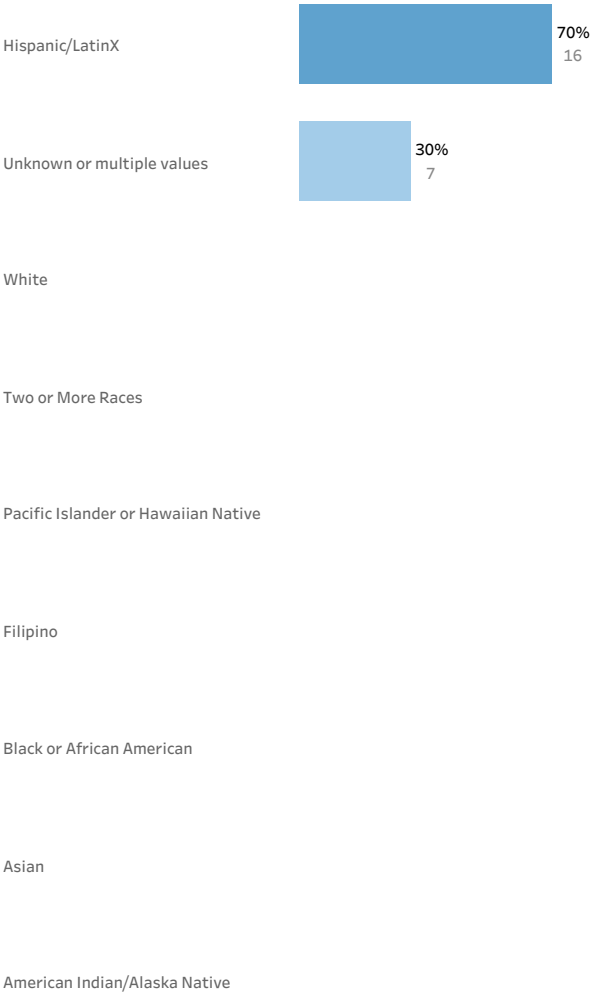 Hispanic/LatinX
70%
16
Unknown or multiple values
30%
7
White
Two or More Races
Pacific Islander or Hawaiian Native
Filipino
Black or African American
Asian
American Indian/Alaska Native